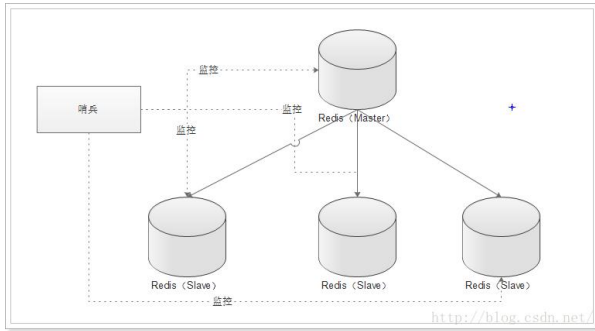 监控
哨兵
监控
Redis（Master）
监控
Redis（Slave）
Redis（Slave）
Redis（Slave）
监控
http://blog.csdn.net/